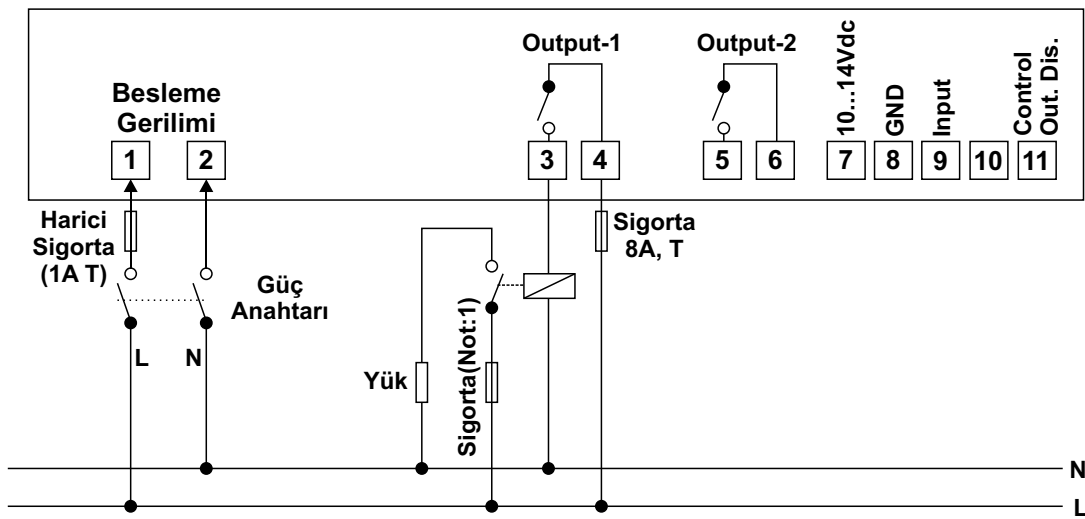 Output-1
Output-2
Besleme
Gerilimi
10...14Vdc
GND
Input
Control
Out. Dis.
1
2
3
4
5
6
7
8
9
10
11
Harici
Sigorta
(1A T)
Güç
Anahtarı
Sigorta
8A, T
L
N
Yük
Sigorta(Not:1)
N
L